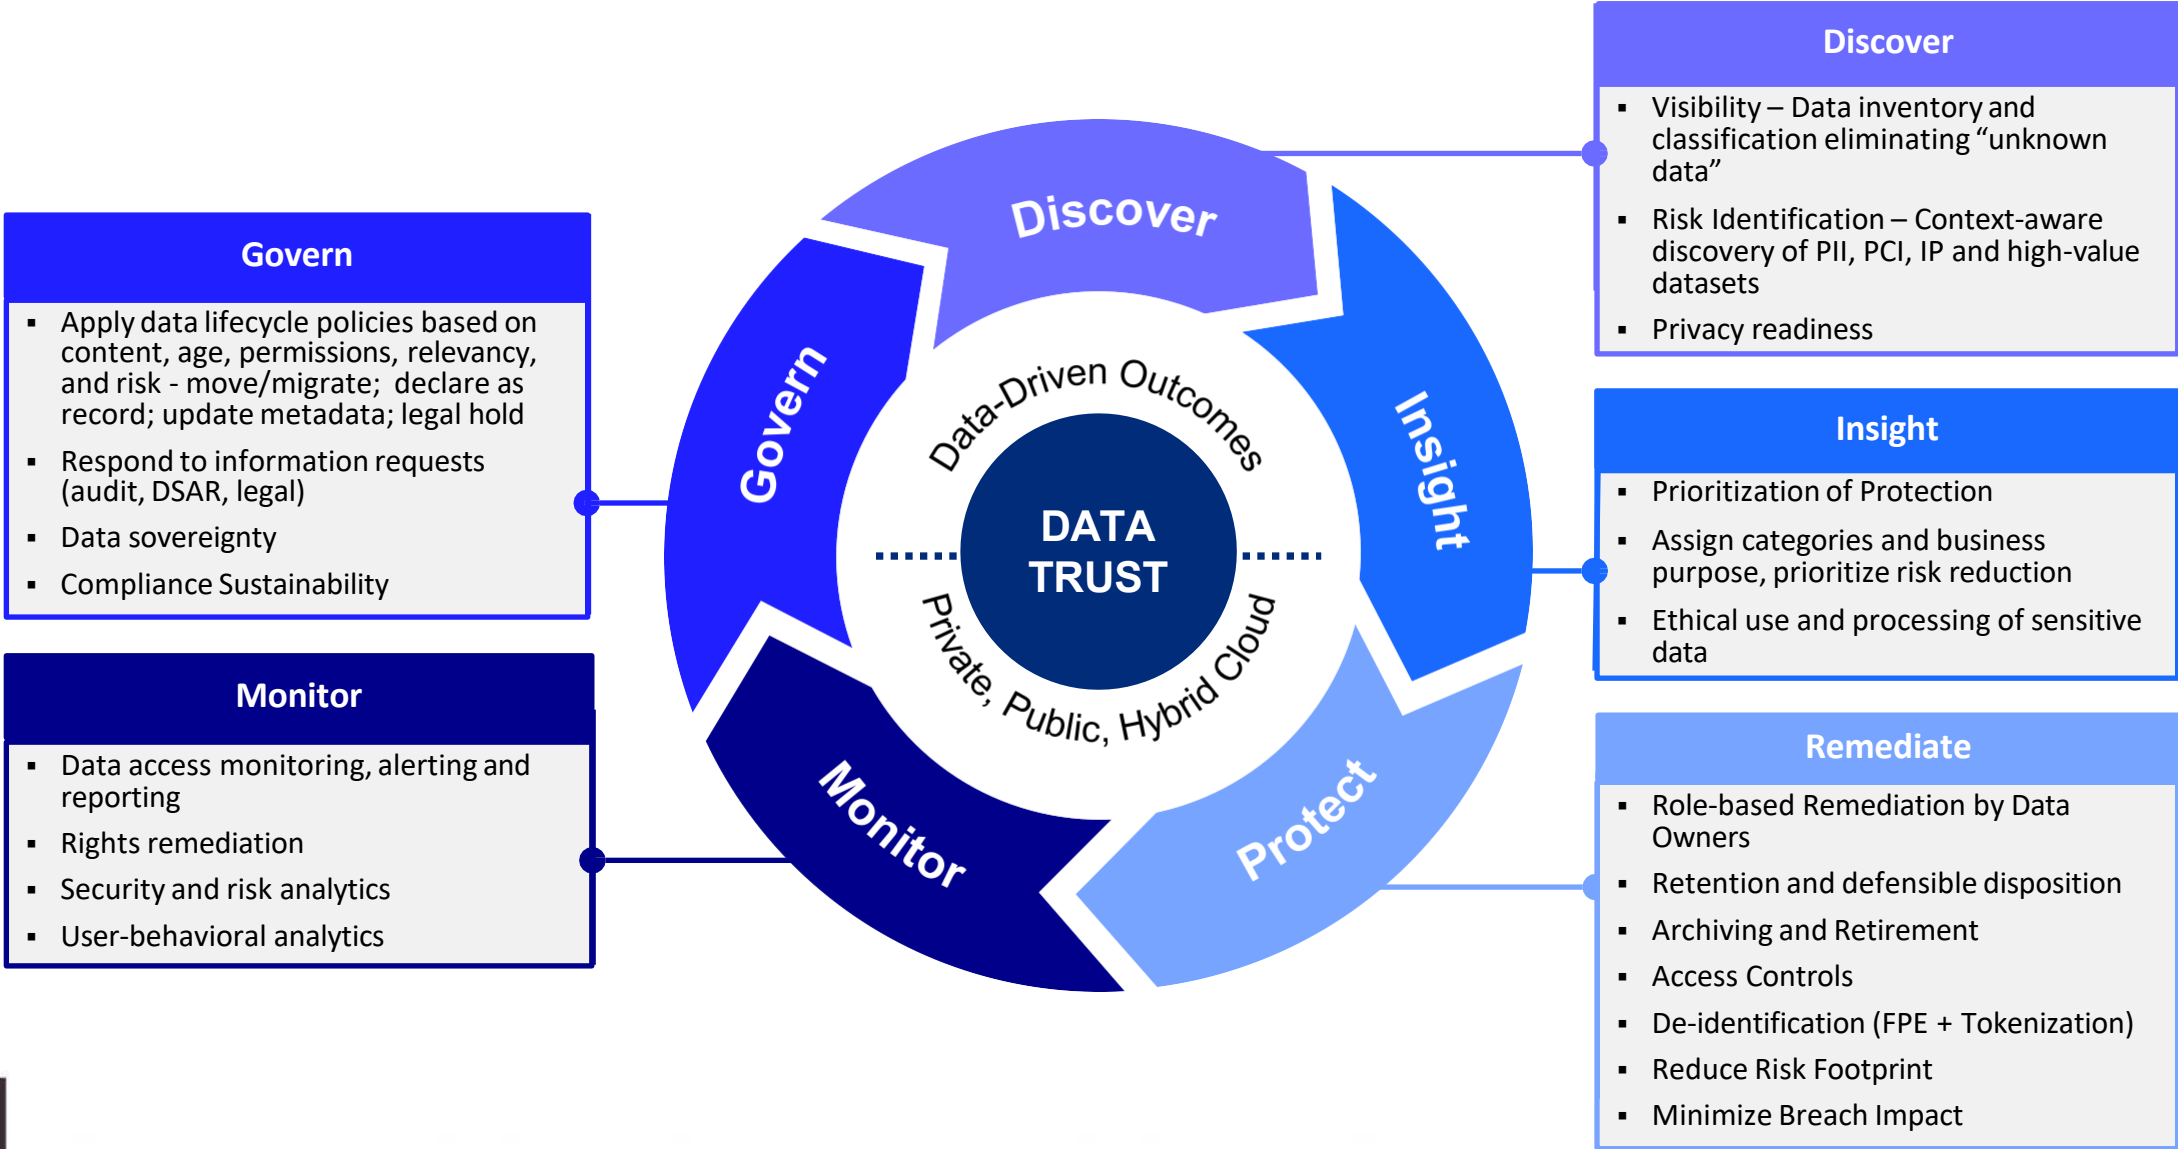 Discover
▪ Visibility – Data inventory and
classification eliminating “unknown
data”
▪ Risk Identification – Context-aware
discovery of PII, PCI, IP and high-value
datasets
▪ Privacy readiness
Govern
▪ Apply data lifecycle policies based on
content, age, permissions, relevancy,
and risk - move/migrate; declare as
record; update metadata; legal hold
▪ Respond to information requests
(audit, DSAR, legal)
▪ Data sovereignty
▪ Compliance Sustainability
Monitor
▪ Data access monitoring, alerting and
reporting
▪ Rights remediation
▪ Security and risk analytics
▪ User-behavioral analytics
Discover
Insight
Protect
Monitor
Govern
Data-Driven Outcomes
DATA
TRUST
Private, Public, Hybrid Cloud
Insight
▪ Prioritization of Protection
▪ Assign categories and business
purpose, prioritize risk reduction
▪ Ethical use and processing of sensitive
data
Remediate
▪ Role-based Remediation by Data
Owners
▪ Retention and defensible disposition
▪ Archiving and Retirement
▪ Access Controls
▪ De-identification (FPE + Tokenization)
▪ Reduce Risk Footprint
▪ Minimize Breach Impact